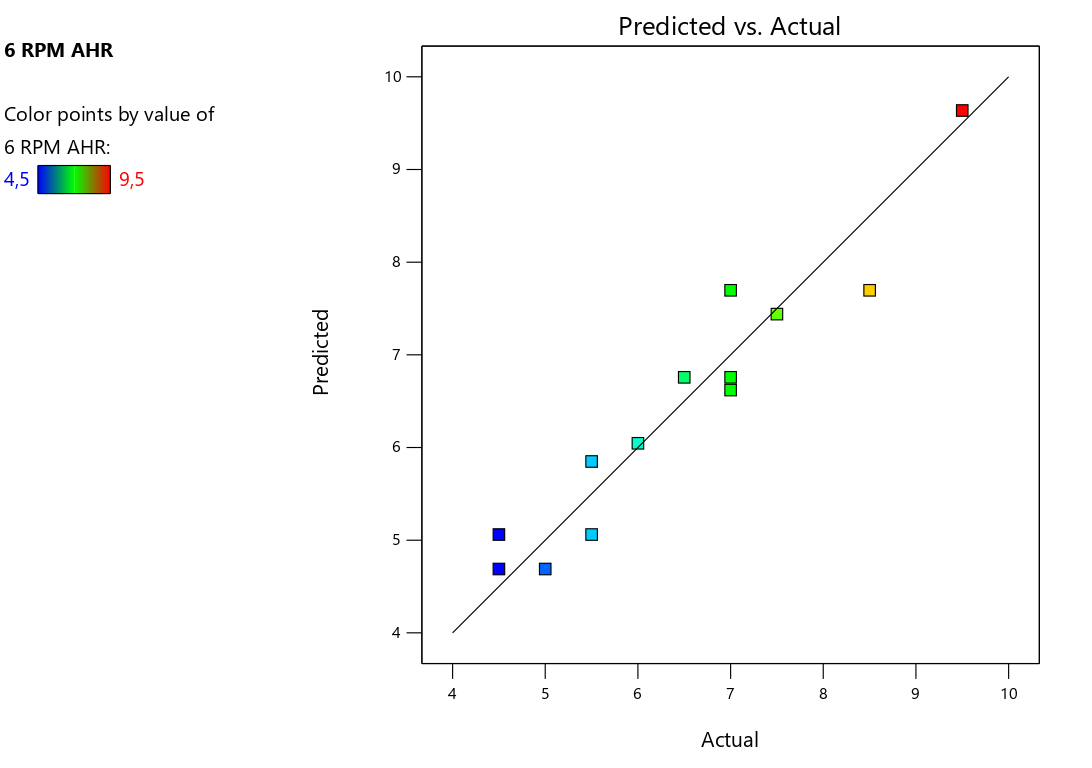 Predicted vs. Actual
6 RPM AHR
Color points by value of
6 RPM AHR:
4,5 9,5
Predicted
10
9
8
7
6
5
4
4 5 6 7 8 9 10
Actual